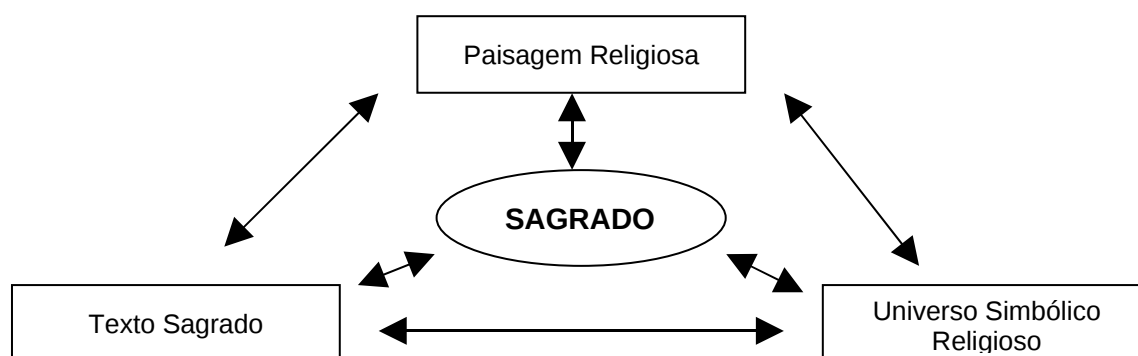 Paisagem Religiosa
SAGRADO
Texto Sagrado
Universo Simbólico
Religioso